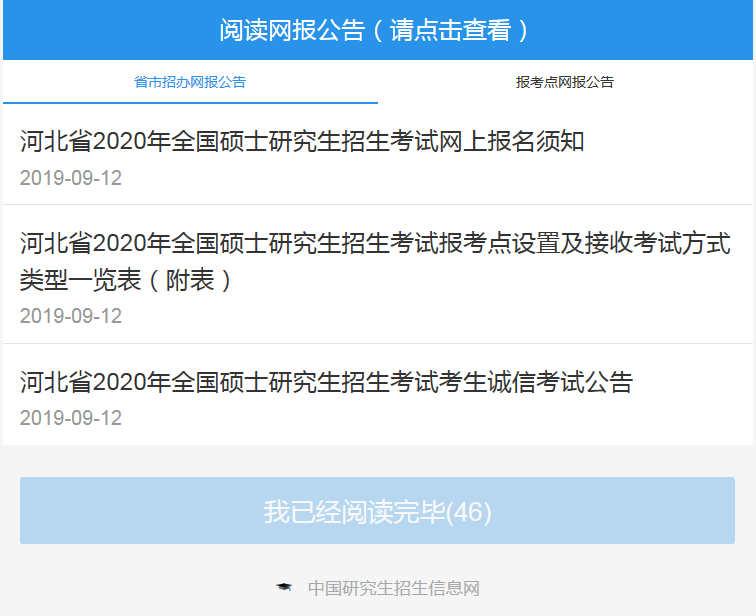 阅读网报公告（请点击查看）
省市招办网报公告
报考点网报公告
河北省2020年全国硕士研究生招生考试网上报名须知
2019-09-12
河北省2020年全国硕士研究生招生考试报考点设置及接收考试方式
类型一览表（附表）
2019-09-12
河北省2020年全国硕士研究生招生考试考生诚信考试公告
2019-09-12
我已经阅读完毕(46)
中国研究生招生信息网